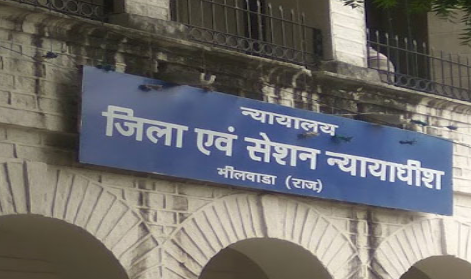 न्यायालय
जिला एवं सेशन न्यायाधीश
भीलवाडा (राज)